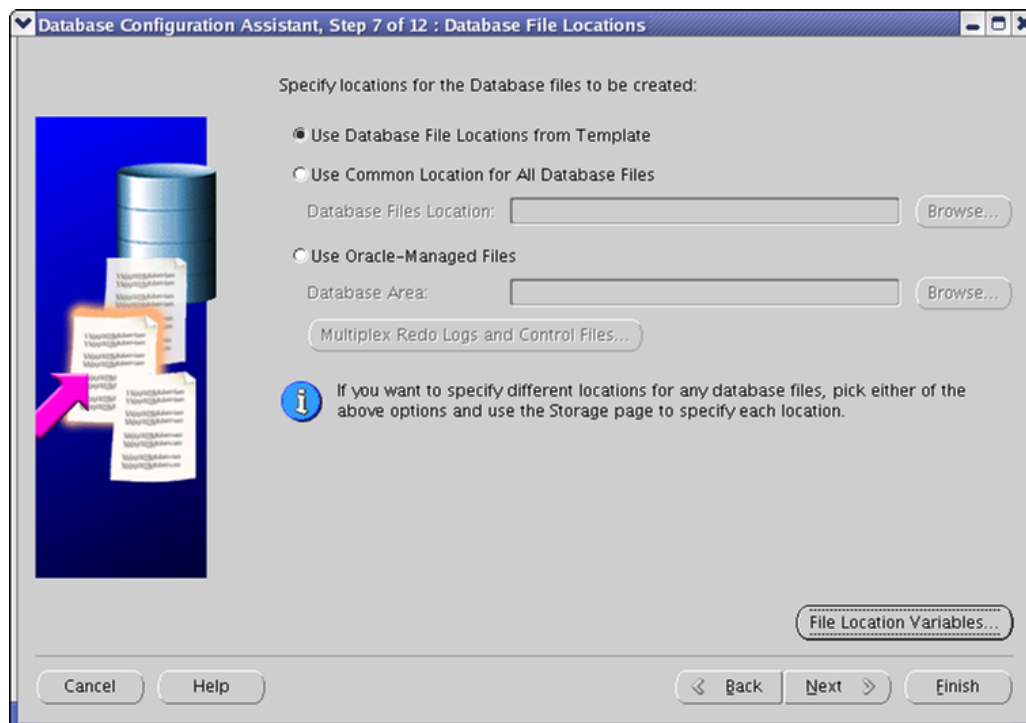 Database Configuration Assistant, Step 7 of 12 : Database File Locations
Specify locations for the Database files to be created:
Use Database File Locations from Template
Use Common Location for All Database Files
Database Files Location:
Browse...
Use Oracle-Managed Files
Database Area:
Browse...
Multiplex Redo Logs and Control Files...
If you want to specify different locations for any database files, pick either of the
above options and use the Storage page to specify each location.
File Location Variables...
Cancel
Help
Back
Next
Finish